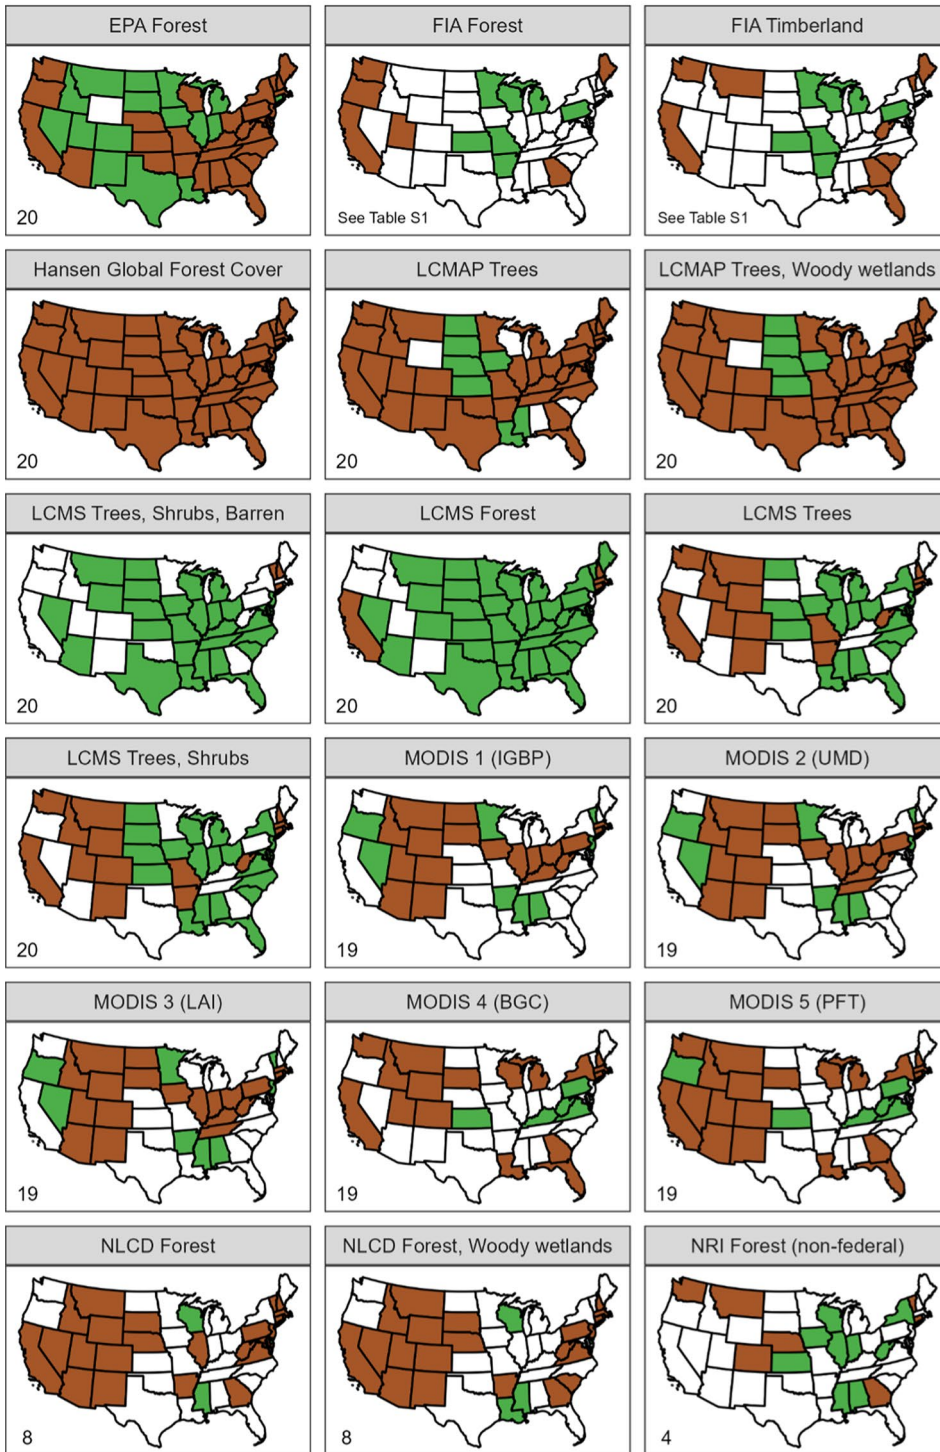 EPA Forest
FIA Forest
FIA Timberland
20
See Table S1
See Table S1
Hansen Global Forest Cover
LCMAP Trees
LCMAP Trees, Woody wetlands
20
20
20
LCMS Trees, Shrubs, Barren
LCMS Forest
LCMS Trees
20
20
20
LCMS Trees, Shrubs
MODIS 1 (IGBP)
MODIS 2 (UMD)
20
19
19
MODIS 3 (LAI)
MODIS 4 (BGC)
MODIS 5 (PFT)
19
19
19
NLCD Forest
NLCD Forest, Woody wetlands
NRI Forest (non-federal)
8
8
4